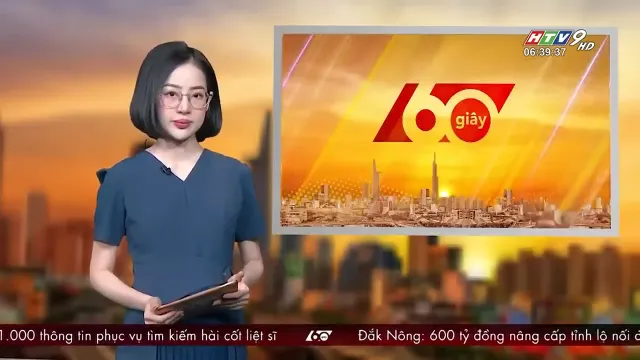 HTV9 HD
06:39:37
60 giây
1.000 thông tin phục vụ tìm kiếm hài cốt liệt sĩ 60 Đắk Nông: 600 tỷ đồng nâng cấp tỉnh lộ nối